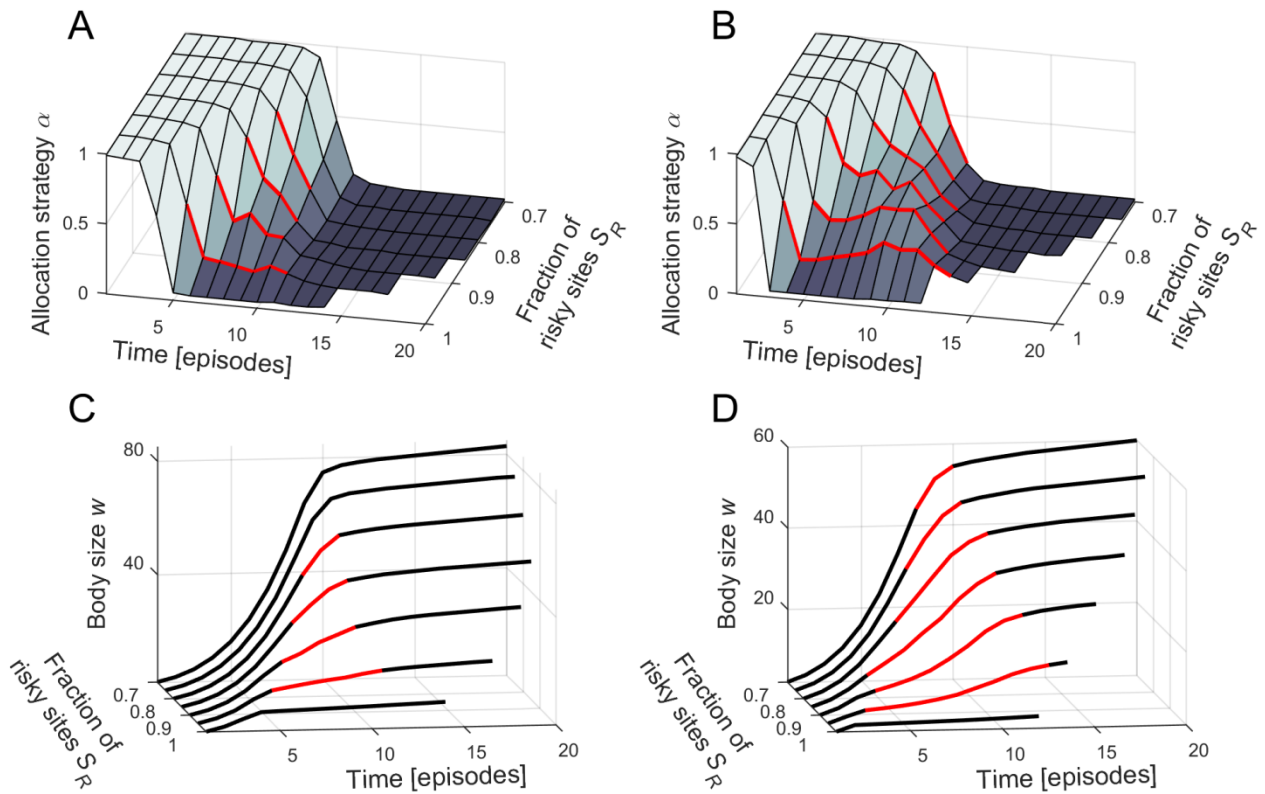 A
Allocation strategy α
1
0.5
0
5
10
15
20
Time [episodes]
0.7
0.8
0.9
1
Fraction of
risky sites S_R
B
Allocation strategy α
1
0.5
0
5
10
15
20
Time [episodes]
0.7
0.8
0.9
1
Fraction of
risky sites S_R
C
Body size w
80
40
0.7
0.8
0.9
1
Fraction of
risky sites S_R
5
10
15
20
Time [episodes]
D
Body size w
60
40
20
0.7
0.8
0.9
1
Fraction of
risky sites S_R
5
10
15
20
Time [episodes]